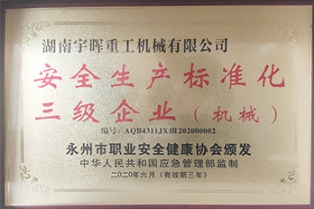 湖南宇晖重工机械有限公司
安全生产标准化
三级企业（机械）
编号：AQB4311JXⅢ202000002
永州市职业安全健康协会颁发
中华人民共和国应急管理部监制
二〇二〇年六月（有效期三年）